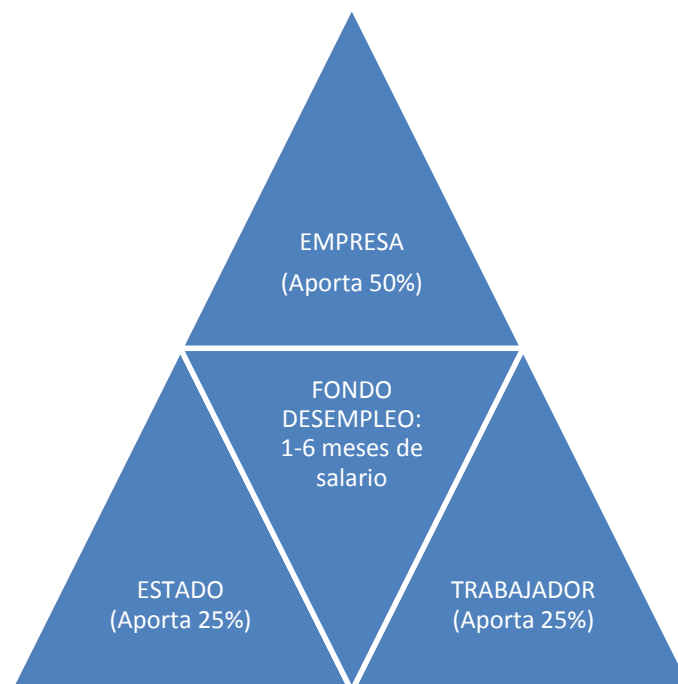 EMPRESA
(Aporta 50%)
FONDO
DESEMPLEO:
1-6 meses de
salario
ESTADO
(Aporta 25%)
TRABAJADOR
(Aporta 25%)